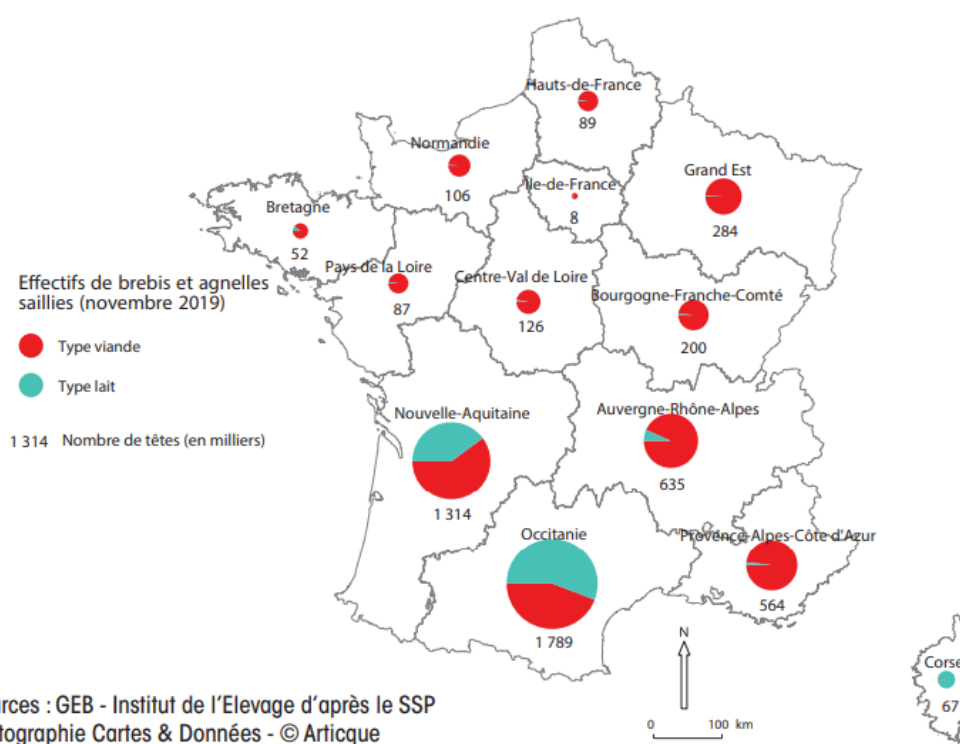 Hauts-de-France
89
Normandie
106
Île-de-France
8
Grand Est
284
Bretagne
52
Pays de la Loire
87
Centre-Val de Loire
126
Bourgogne-Franche-Comté
200
Effectifs de brebis et agnelles
saillies (novembre 2019)
Type viande
Type lait
1 314 Nombre de têtes (en milliers)
Nouvelle-Aquitaine
1 314
Auvergne-Rhône-Alpes
635
Occitanie
1 789
Provence-Alpes-Côte d'Azur
564
Corse
67
N
0 100 km
rces : GEB - Institut de l'Elevage d'après le SSP
tographie Cartes & Données - © Articque